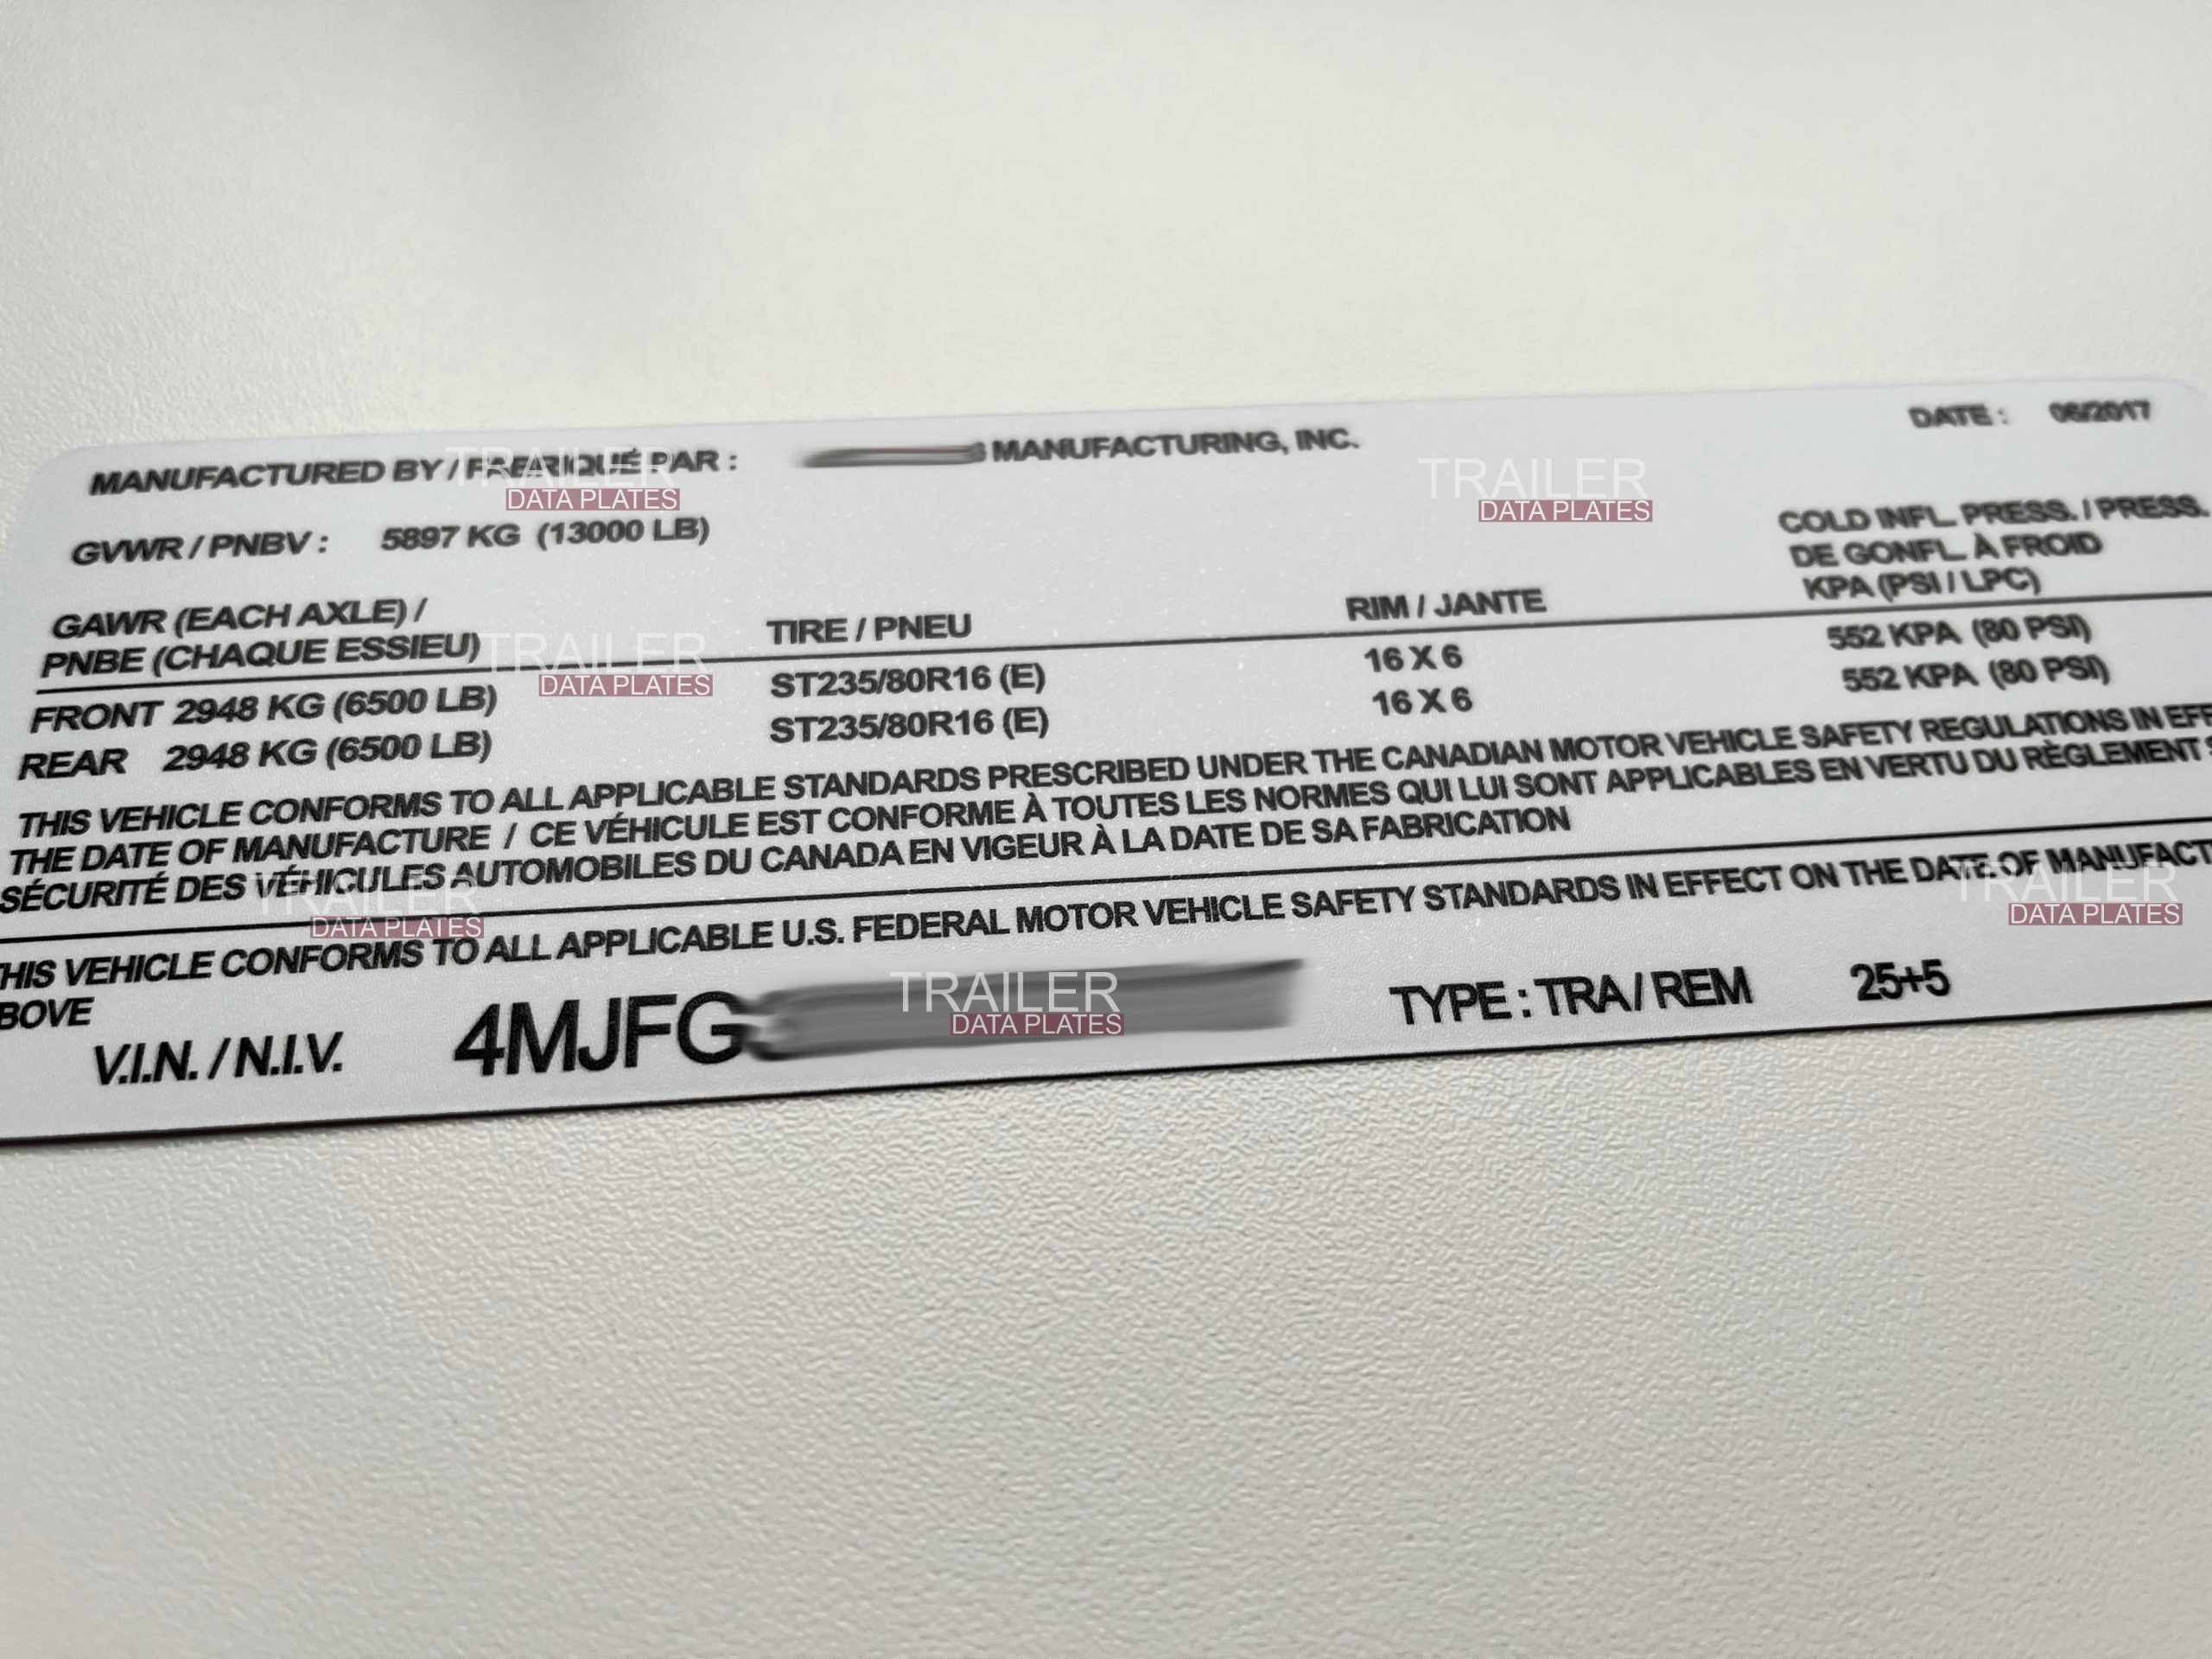 MANUFACTURED BY / FABRIQUÉ PAR : MANUFACTURING, INC. DATE : 06/2017
GVWR / PNBV : 5897 KG (13000 LB)
COLD INFL. PRESS. / PRESS.
DE GONFL. À FROID
KPA (PSI / LPC)
GAWR (EACH AXLE) /
PNBE (CHAQUE ESSIEU) TIRE / PNEU RIM / JANTE
FRONT 2948 KG (6500 LB) ST235/80R16 (E) 16 X 6 552 KPA (80 PSI)
REAR 2948 KG (6500 LB) ST235/80R16 (E) 16 X 6 552 KPA (80 PSI)
THIS VEHICLE CONFORMS TO ALL APPLICABLE STANDARDS PRESCRIBED UNDER THE CANADIAN MOTOR VEHICLE SAFETY REGULATIONS IN EFF
THE DATE OF MANUFACTURE / CE VÉHICULE EST CONFORME À TOUTES LES NORMES QUI LUI SONT APPLICABLES EN VERTU DU RÈGLEMENT S
SÉCURITÉ DES VÉHICULES AUTOMOBILES DU CANADA EN VIGEUR À LA DATE DE SA FABRICATION
HIS VEHICLE CONFORMS TO ALL APPLICABLE U.S. FEDERAL MOTOR VEHICLE SAFETY STANDARDS IN EFFECT ON THE DATE OF MANUFACT
BOVE
V.I.N. / N.I.V. 4MJFG TYPE : TRA / REM 25+5
TRAILER
DATA PLATES
TRAILER
DATA PLATES
TRAILER
DATA PLATES
TRAILER
DATA PLATES
TRAILER
DATA PLATES
TRAILER
DATA PLATES